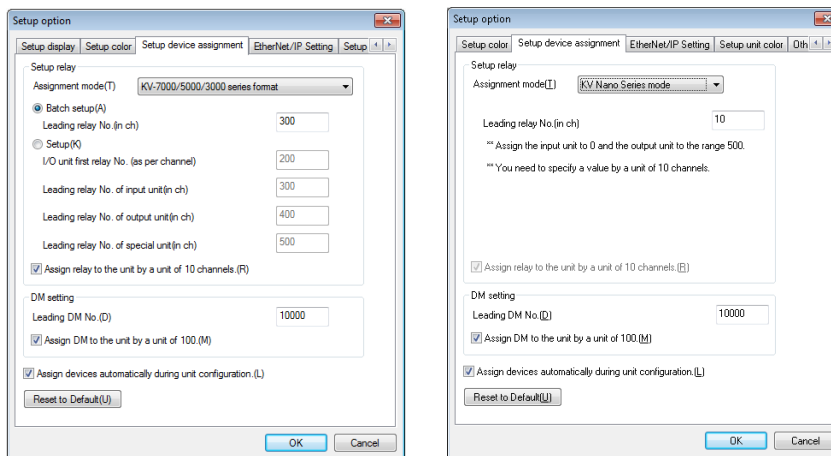 Setup option
Setup display Setup color Setup device assignment EtherNet/IP Setting Setup
Setup relay
Assignment mode(T) KV-7000/5000/3000 series format
Batch setup(A)
Leading relay No.(in ch) 300
Setup(K)
I/O unit first relay No. (as per channel) 200
Leading relay No. of input unit(in ch) 300
Leading relay No. of output unit(in ch) 400
Leading relay No. of special unit(in ch) 500
Assign relay to the unit by a unit of 10 channels.(R)
DM setting
Leading DM No.(D) 10000
Assign DM to the unit by a unit of 100.(M)
Assign devices automatically during unit configuration.(L)
Reset to Default(U)
OK Cancel
Setup option
Setup color Setup device assignment EtherNet/IP Setting Setup unit color Oth
Setup relay
Assignment mode(T) KV Nano Series mode
Leading relay No.(in ch) 10
** Assign the input unit to 0 and the output unit to the range 500.
** You need to specify a value by a unit of 10 channels.
Assign relay to the unit by a unit of 10 channels.(R)
DM setting
Leading DM No.(D) 10000
Assign DM to the unit by a unit of 100.(M)
Assign devices automatically during unit configuration.(L)
Reset to Default(U)
OK Cancel